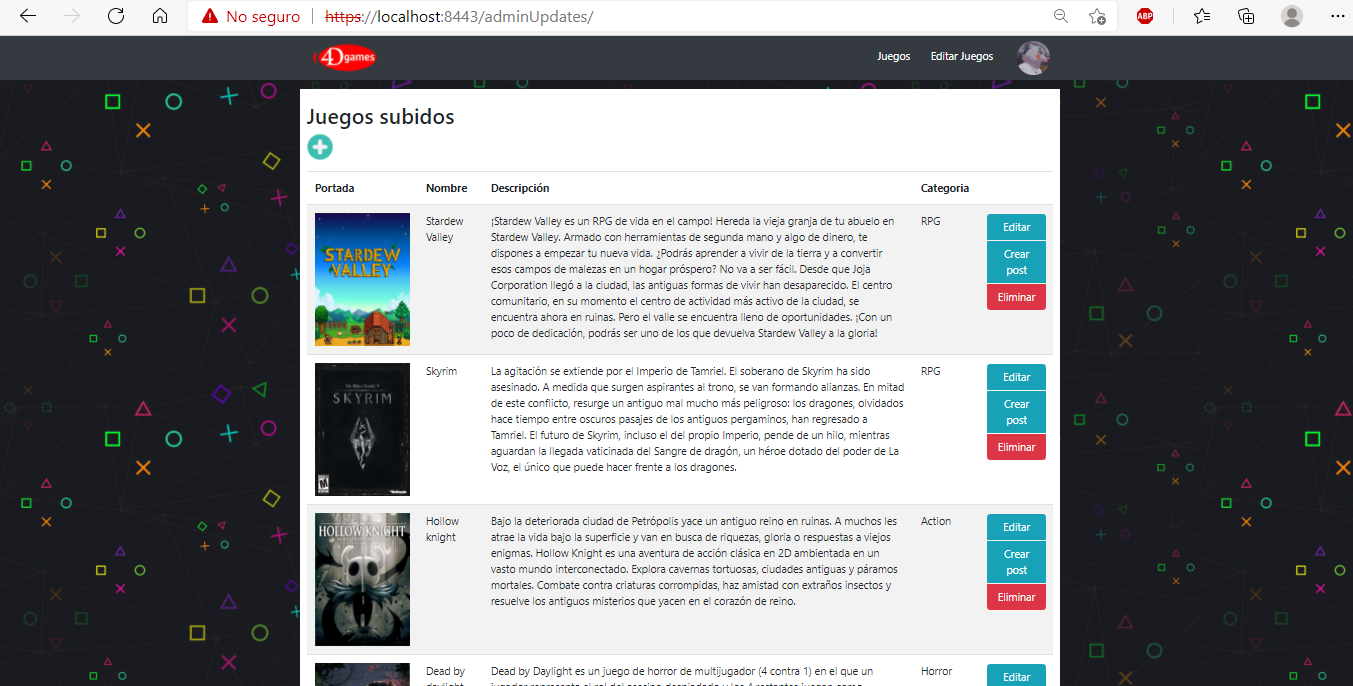 No seguro | https://localhost:8443/adminUpdates/
ABP
4Dgames
Juegos
Editar Juegos
Juegos subidos
Portada
Nombre
Descripción
Categoria
STARDEW
VALLEY
Stardew
Valley
¡Stardew Valley es un RPG de vida en el campo! Hereda la vieja granja de tu abuelo en
Stardew Valley. Armado con herramientas de segunda mano y algo de dinero, te
dispones a empezar tu nueva vida. ¿Podrás aprender a vivir de la tierra y a convertir
esos campos de malezas en un hogar próspero? No va a ser fácil. Desde que Joja
Corporation llegó a la ciudad, las antiguas formas de vivir han desaparecido. El centro
comunitario, en su momento el centro de actividad más activo de la ciudad, se
encuentra ahora en ruinas. Pero el valle se encuentra lleno de oportunidades. ¡Con un
poco de dedicación, podrás ser uno de los que devuelva Stardew Valley a la gloria!
RPG
Editar
Crear
post
Eliminar
SKYRIM
Skyrim
La agitación se extiende por el Imperio de Tamriel. El soberano de Skyrim ha sido
asesinado. A medida que surgen aspirantes al trono, se van formando alianzas. En mitad
de este conflicto, resurge un antiguo mal mucho más peligroso: los dragones, olvidados
hace tiempo entre oscuros pasajes de los antiguos pergaminos, han regresado a
Tamriel. El futuro de Skyrim, incluso el del propio Imperio, pende de un hilo, mientras
aguardan la llegada vaticinada del Sangre de dragón, un héroe dotado del poder de La
Voz, el único que puede hacer frente a los dragones.
RPG
Editar
Crear
post
Eliminar
HOLLOW KNIGHT
Hollow
knight
Bajo la deteriorada ciudad de Petrópolis yace un antiguo reino en ruinas. A muchos les
atrae la vida bajo la superficie y van en busca de riquezas, gloria o respuestas a viejos
enigmas. Hollow Knight es una aventura de acción clásica en 2D ambientada en un
vasto mundo interconectado. Explora cavernas tortuosas, ciudades antiguas y páramos
mortales. Combate contra criaturas corrompidas, haz amistad con extraños insectos y
resuelve los antiguos misterios que yacen en el corazón de reino.
Action
Editar
Crear
post
Eliminar
Dead by
Dead by Daylight es un juego de horror de multijugador (4 contra 1) en el que un
Horror
Editar